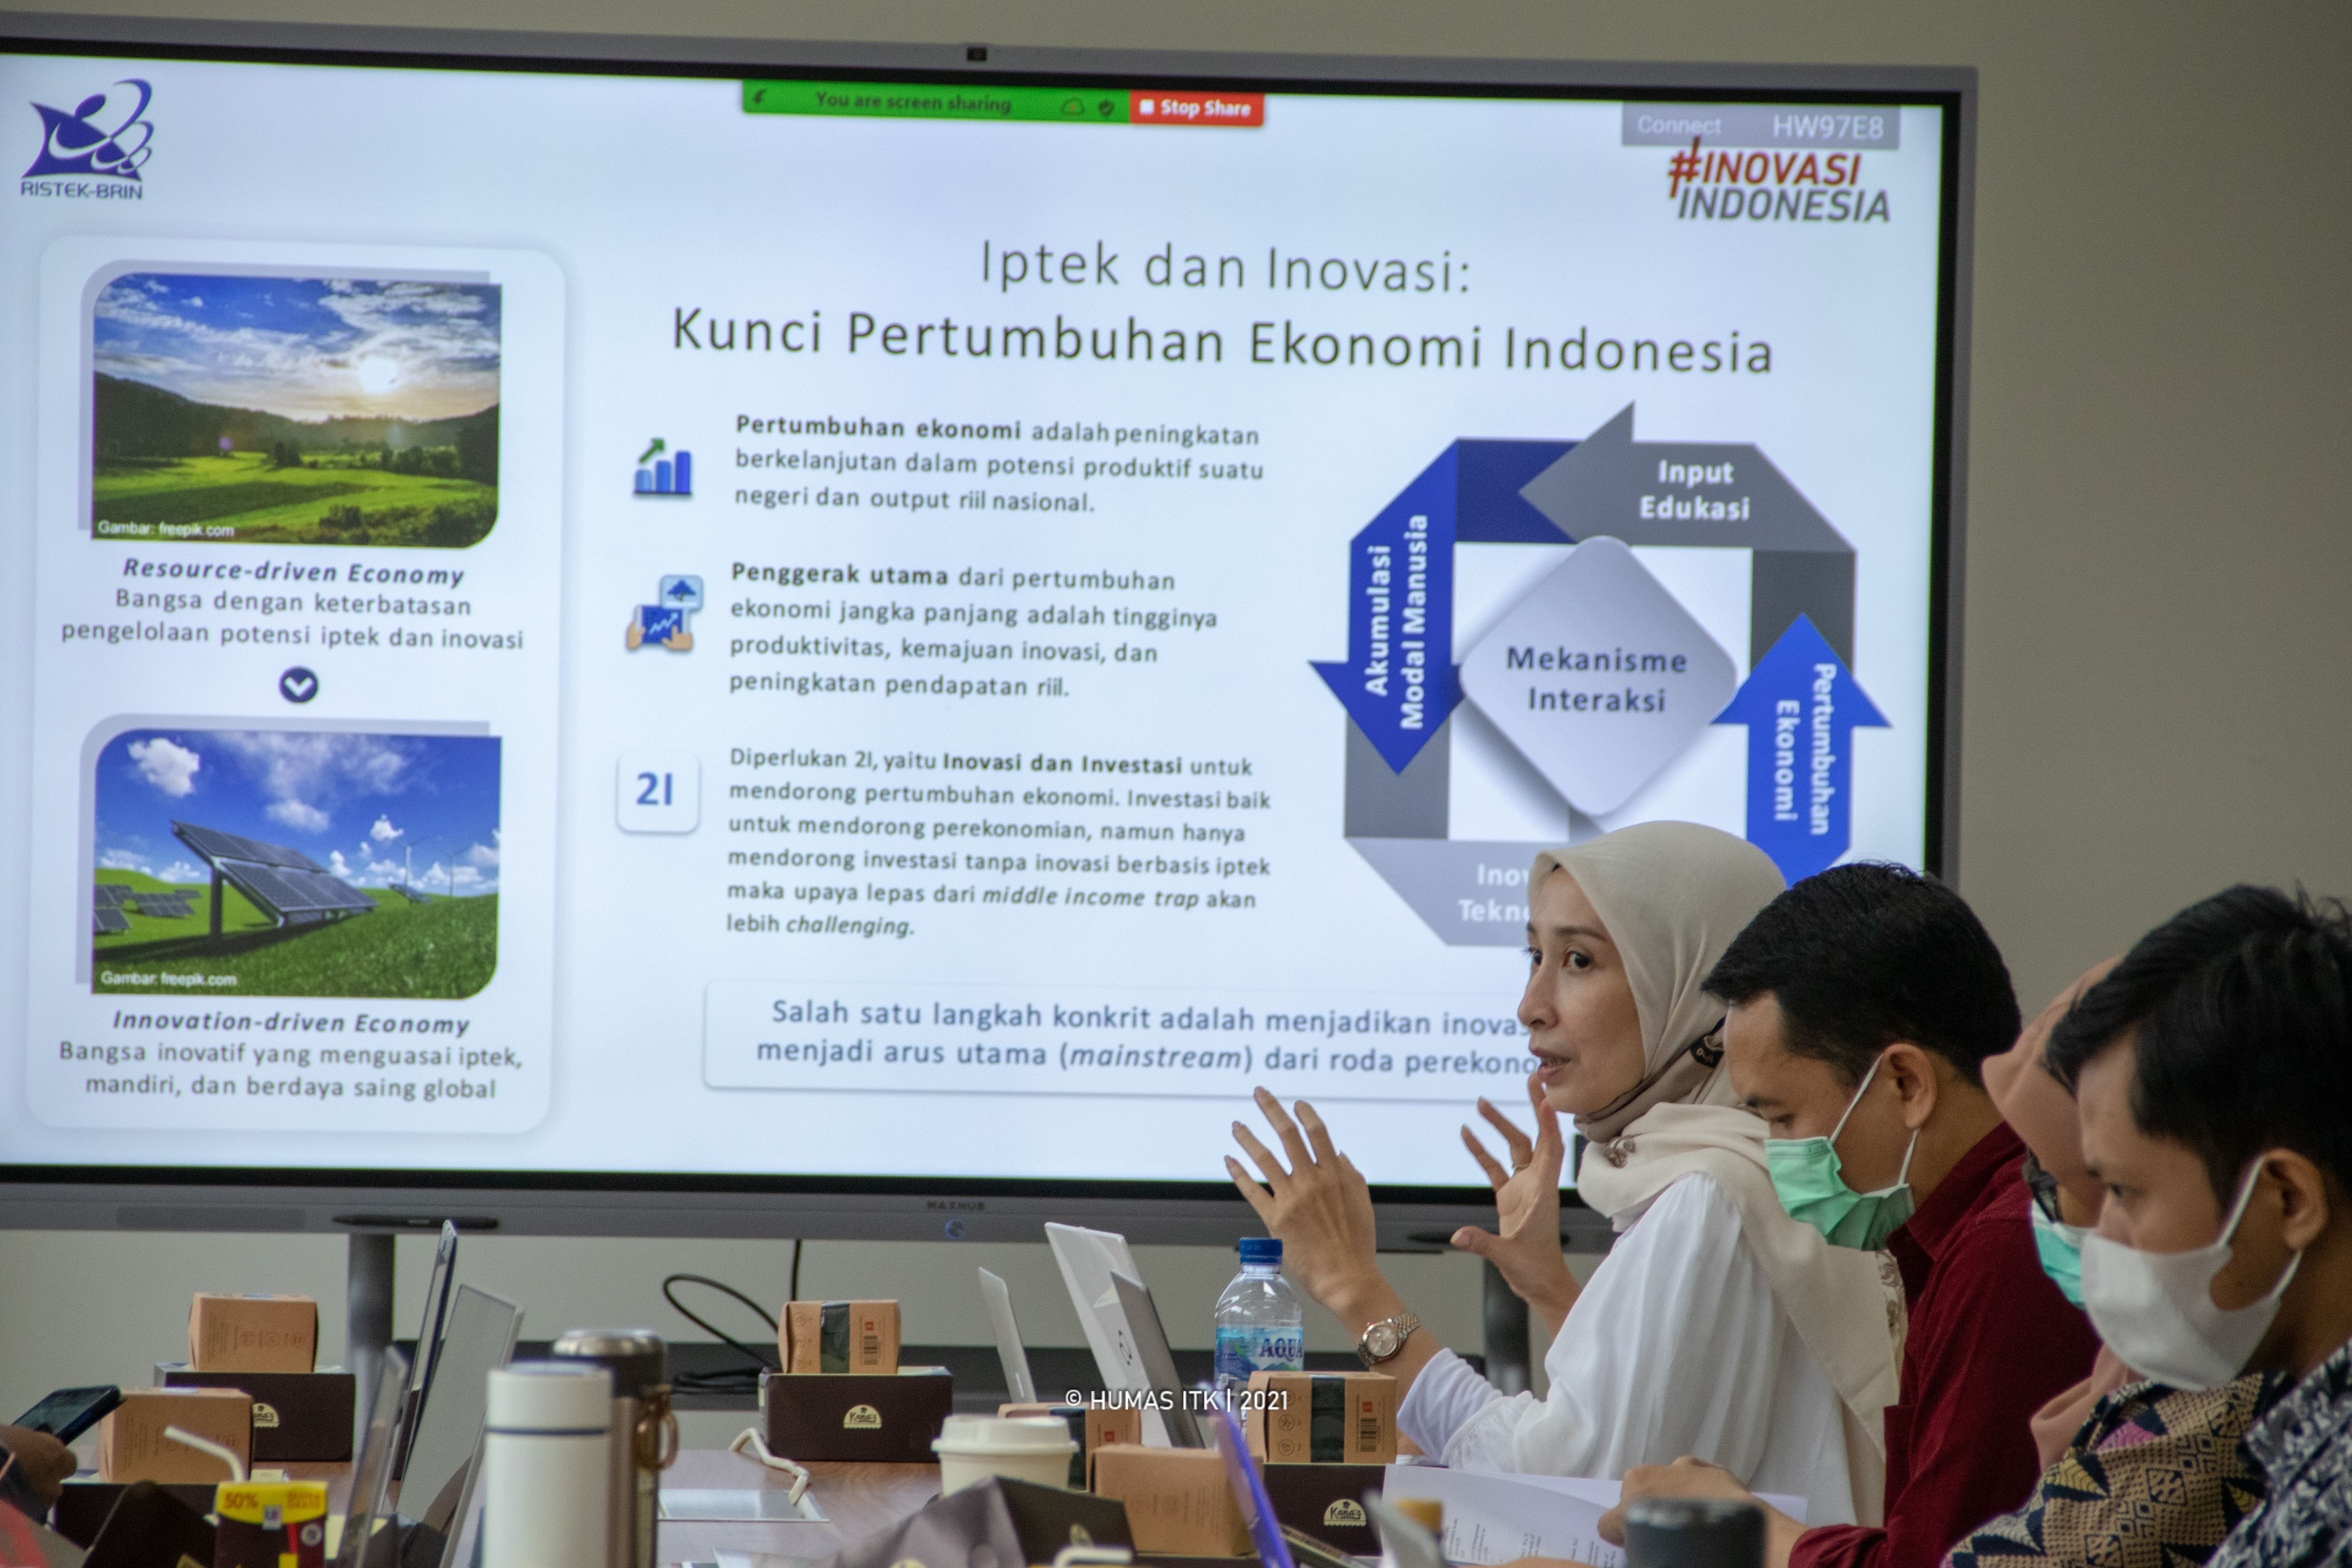 You are screen sharing
Stop Share
Connect HW97E8
RISTEK-BRIN
#INOVASI
INDONESIA
Iptek dan Inovasi:
Kunci Pertumbuhan Ekonomi Indonesia
Gambar: freepik.com
Resource-driven Economy
Bangsa dengan keterbatasan
pengelolaan potensi iptek dan inovasi
Gambar: freepik.com
Innovation-driven Economy
Bangsa inovatif yang menguasai iptek,
mandiri, dan berdaya saing global
Pertumbuhan ekonomi adalah peningkatan
berkelanjutan dalam potensi produktif suatu
negeri dan output riil nasional.
Penggerak utama dari pertumbuhan
ekonomi jangka panjang adalah tingginya
produktivitas, kemajuan inovasi, dan
peningkatan pendapatan riil.
2I
Diperlukan 2I, yaitu Inovasi dan Investasi untuk
mendorong pertumbuhan ekonomi. Investasi baik
untuk mendorong perekonomian, namun hanya
mendorong investasi tanpa inovasi berbasis iptek
maka upaya lepas dari middle income trap akan
lebih challenging.
Input
Edukasi
Akumulasi
Modal Manusia
Mekanisme
Interaksi
Pertumbuhan
Ekonomi
Salah satu langkah konkrit adalah menjadikan
menjadi arus utama (mainstream) dari roda
MAXHUB
AQUA
© HUMAS ITK | 2021
Kana's
Kana's
50%